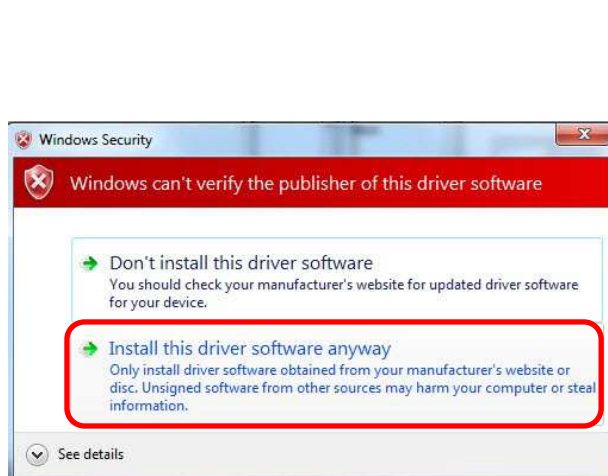 Windows Security
Windows can't verify the publisher of this driver software
Don't install this driver software
You should check your manufacturer's website for updated driver software
for your device.
Install this driver software anyway
Only install driver software obtained from your manufacturer's website or
disc. Unsigned software from other sources may harm your computer or steal
information.
See details